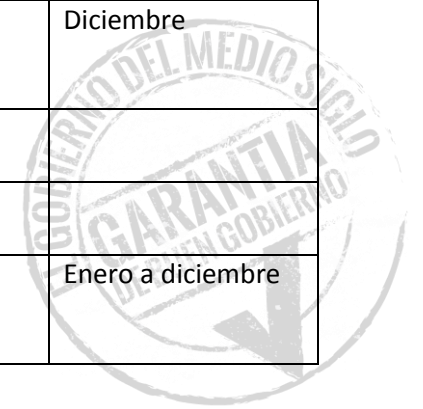 Diciembre
GOBIERNO DEL MEDIO SIGLO
GARANTIA
DE BUEN GOBIERNO
Enero a diciembre